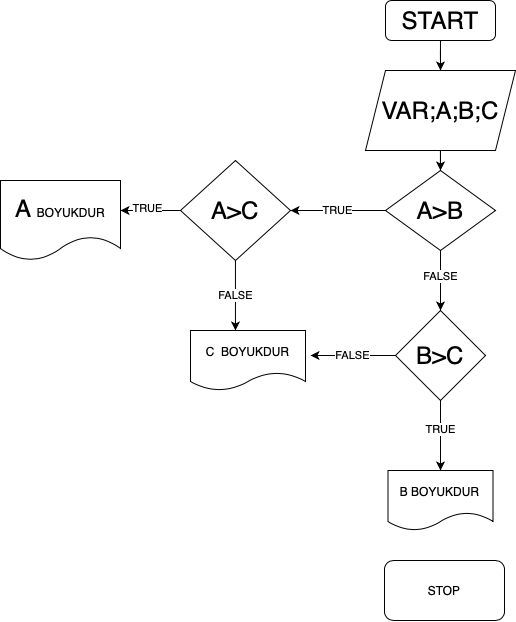 START
VAR;A;B;C
A>B
TRUE
A>C
TRUE
A BOYUKDUR
FALSE
FALSE
C BOYUKDUR
FALSE
B>C
TRUE
B BOYUKDUR
STOP